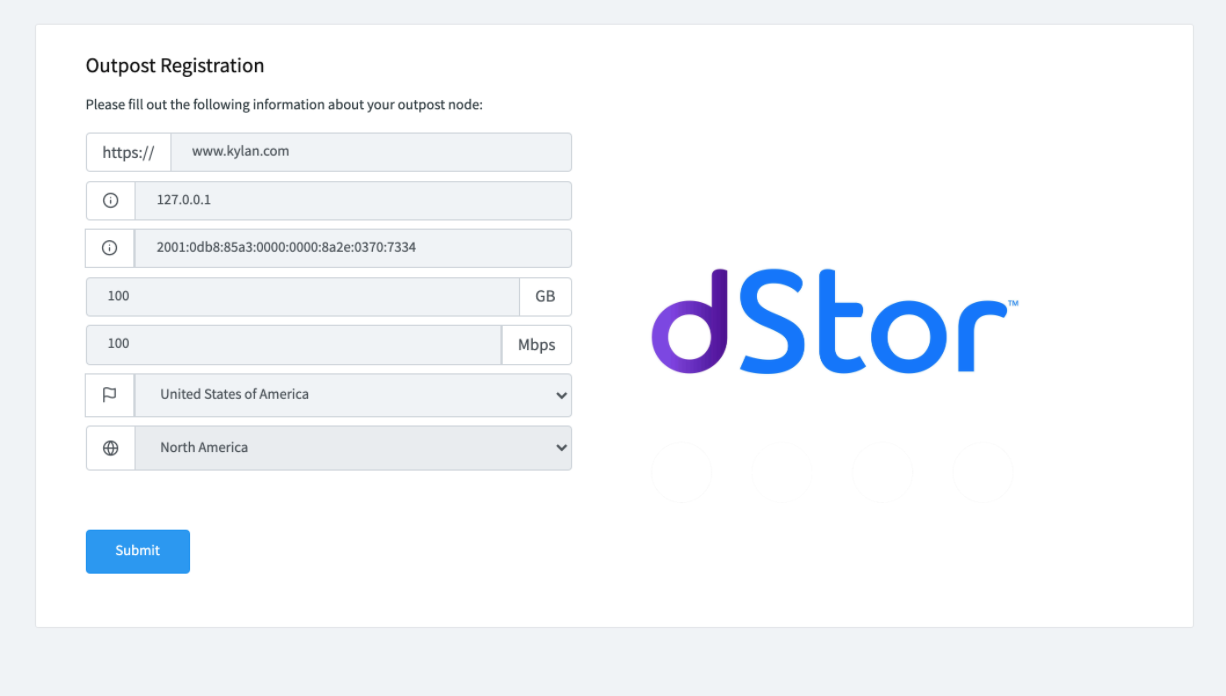 Outpost Registration
Please fill out the following information about your outpost node:
https:// www.kylan.com
127.0.0.1
2001:0db8:85a3:0000:0000:8a2e:0370:7334
100 GB
100 Mbps
United States of America
North America
dStor™
Submit